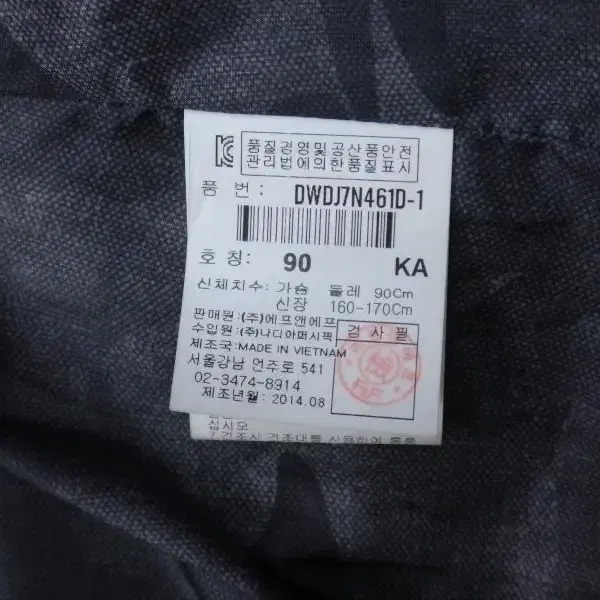 품질경영및공산품안전
관리법에의한품질표시
품 번 : DWDJ7N461D-1
호 칭: 90 KA
신체치수: 가슴 둘레 90Cm
신장 160-170Cm
판매원:(주)에프앤에프
수입원:(주)나디아퍼시픽
제조국:MADE IN VIETNAM
검 사 필
서울강남 언주로 541
02-3474-8914
제조년월: 2014.08
십시오